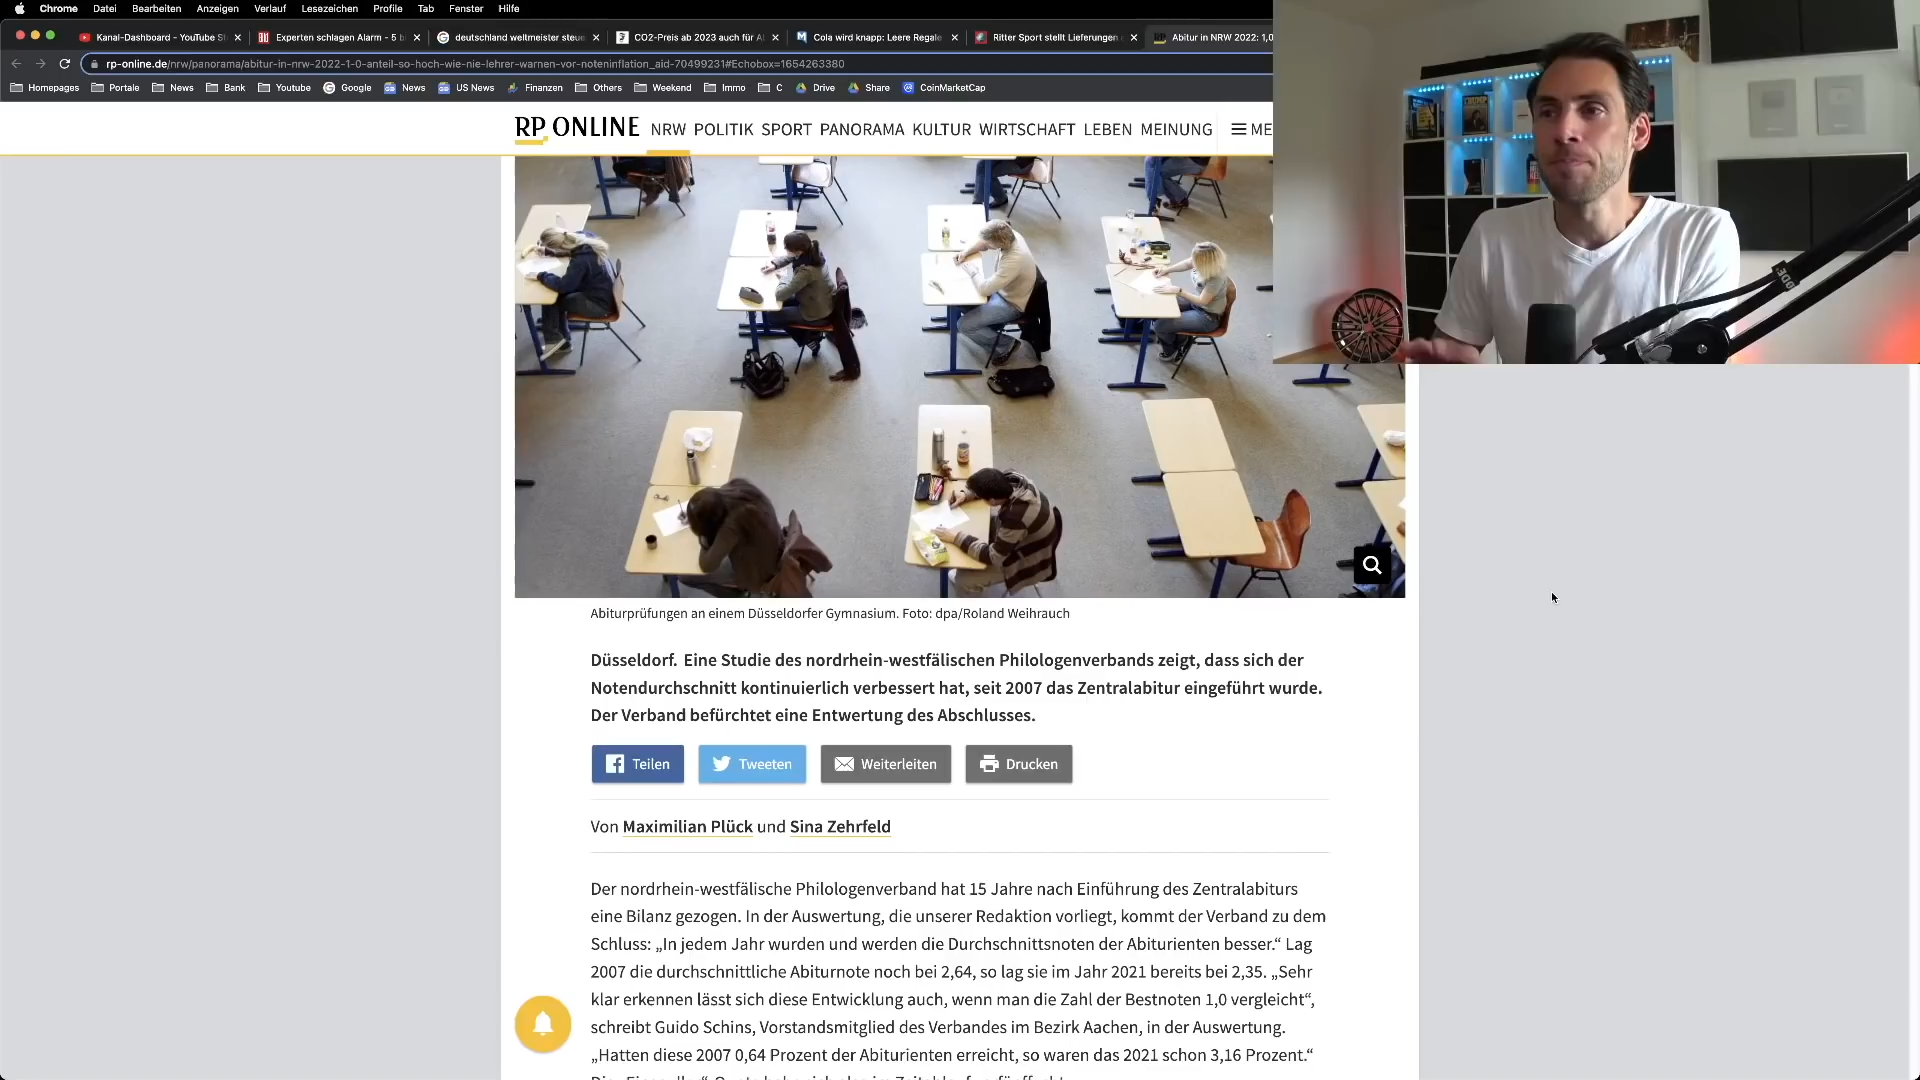 Chrome Datei Bearbeiten Anzeigen Verlauf Lesezeichen Profile Tab Fenster Hilfe
Kanal-Dashboard - YouTube St
Experten schlagen Alarm - 5 b
deutschland weltmeister steue
CO2-Preis ab 2023 auch für A
Cola wird knapp: Leere Regale
Ritter Sport stellt Lieferungen
Abitur in NRW 2022: 1,0
rp-online.de/nrw/panorama/abitur-in-nrw-2022-1-0-anteil-so-hoch-wie-nie-lehrer-warnen-vor-noteninflation_aid-70499231#Echobox=1654263380
Homepages Portale News Bank Youtube Google News US News Finanzen Others Weekend Immo C Drive Share CoinMarketCap
RP ONLINE NRW POLITIK SPORT PANORAMA KULTUR WIRTSCHAFT LEBEN MEINUNG ME
Abiturprüfungen an einem Düsseldorfer Gymnasium. Foto: dpa/Roland Weihrauch
Düsseldorf. Eine Studie des nordrhein-westfälischen Philologenverbands zeigt, dass sich der
Notendurchschnitt kontinuierlich verbessert hat, seit 2007 das Zentralabitur eingeführt wurde.
Der Verband befürchtet eine Entwertung des Abschlusses.
Teilen Tweeten Weiterleiten Drucken
Von Maximilian Plück und Sina Zehrfeld
Der nordrhein-westfälische Philologenverband hat 15 Jahre nach Einführung des Zentralabiturs
eine Bilanz gezogen. In der Auswertung, die unserer Redaktion vorliegt, kommt der Verband zu dem
Schluss: „In jedem Jahr wurden und werden die Durchschnittsnoten der Abiturienten besser.“ Lag
2007 die durchschnittliche Abiturnote noch bei 2,64, so lag sie im Jahr 2021 bereits bei 2,35. „Sehr
klar erkennen lässt sich diese Entwicklung auch, wenn man die Zahl der Bestnoten 1,0 vergleicht“,
schreibt Guido Schins, Vorstandsmitglied des Verbandes im Bezirk Aachen, in der Auswertung.
„Hatten diese 2007 0,64 Prozent der Abiturienten erreicht, so waren das 2021 schon 3,16 Prozent.“